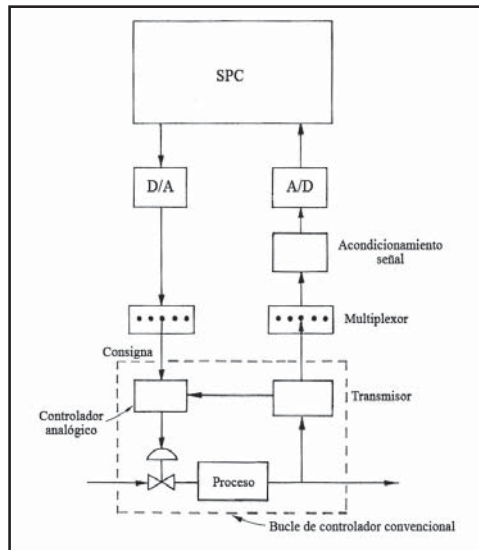 SPC
D/A
A/D
Acondicionamiento
señal
Multiplexor
Consigna
Transmisor
Controlador
analógico
Proceso
Bucle de controlador convencional